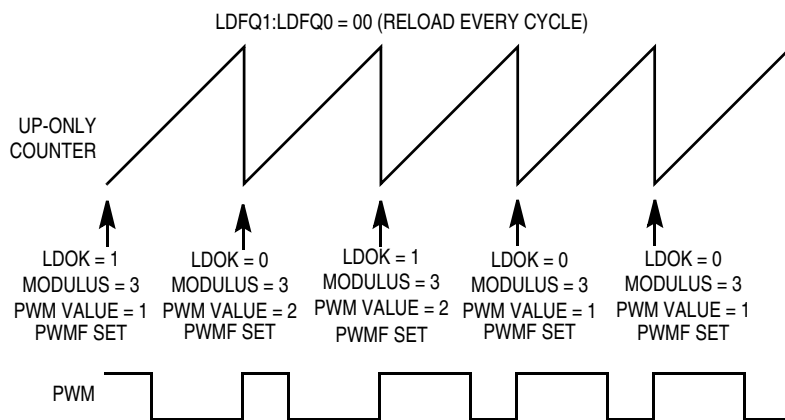 LDFQ1:LDFQ0 = 00 (RELOAD EVERY CYCLE)
UP-ONLY
COUNTER
LDOK = 1
MODULUS = 3
PWM VALUE = 1
PWMF SET
LDOK = 0
MODULUS = 3
PWM VALUE = 2
PWMF SET
LDOK = 1
MODULUS = 3
PWM VALUE = 2
PWMF SET
LDOK = 0
MODULUS = 3
PWM VALUE = 1
PWMF SET
LDOK = 0
MODULUS = 3
PWM VALUE = 1
PWMF SET
PWM